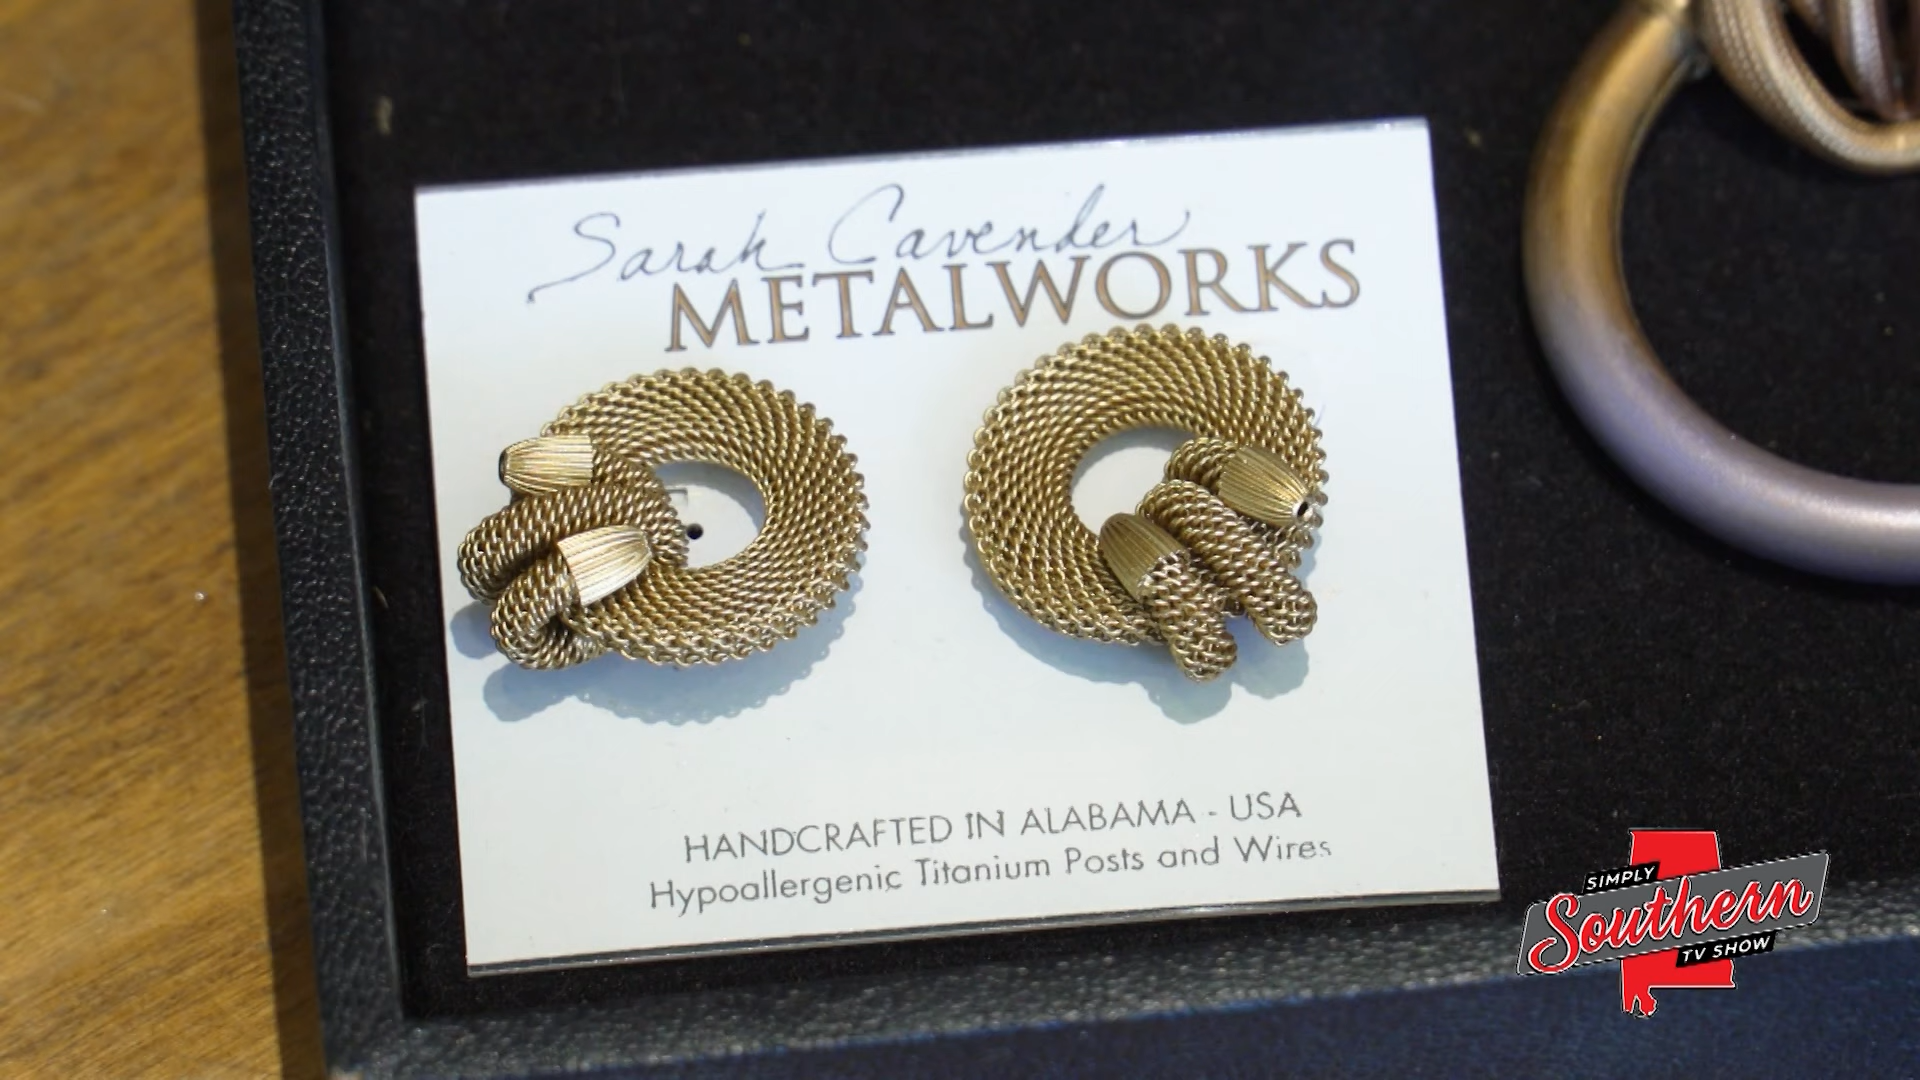 Sarah Cavender
METALWORKS
HANDCRAFTED IN ALABAMA - USA
Hypoallergenic Titanium Posts and Wires
SIMPLY
Southern
TV SHOW